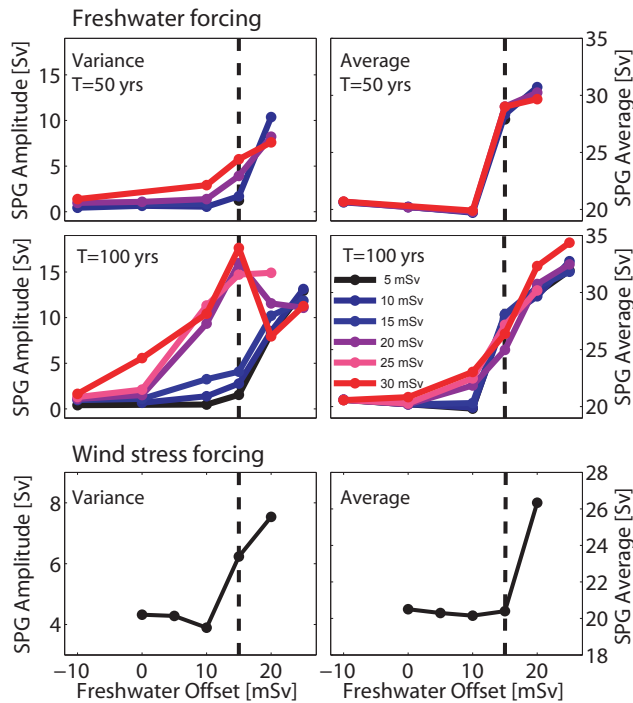 Freshwater forcing
Variance
T=50 yrs
SPG Amplitude [Sv]
15
10
5
0
Average
T=50 yrs
SPG Average [Sv]
35
30
25
20
T=100 yrs
SPG Amplitude [Sv]
15
10
5
0
T=100 yrs
5 mSv
10 mSv
15 mSv
20 mSv
25 mSv
30 mSv
SPG Average [Sv]
35
30
25
20
Wind stress forcing
Variance
SPG Amplitude [Sv]
8
6
4
−10 0 10 20
Freshwater Offset [mSv]
Average
SPG Average [Sv]
28
26
24
22
20
18
−10 0 10 20
Freshwater Offset [mSv]